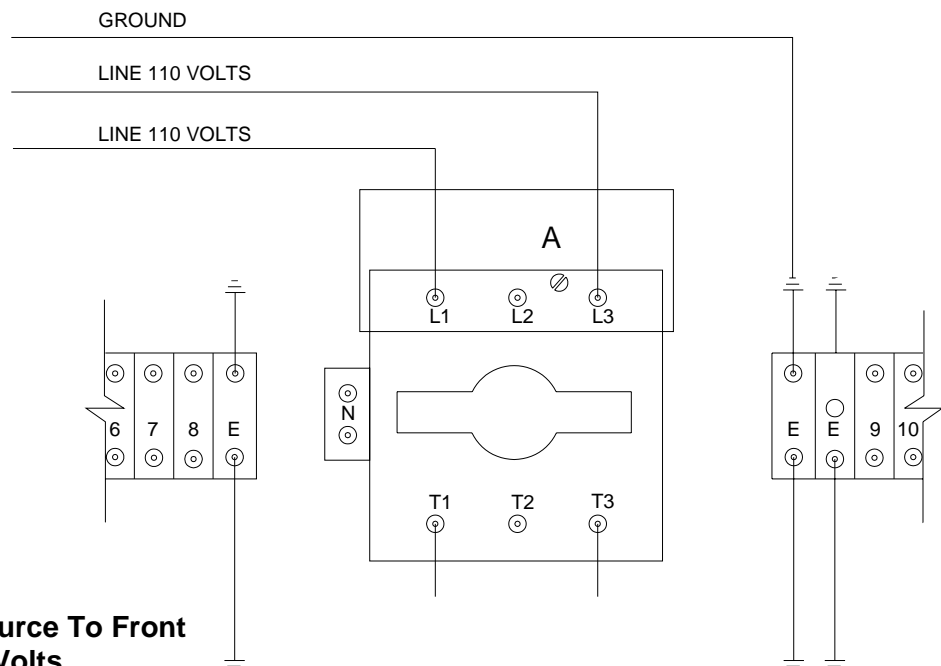 GROUND
LINE 110 VOLTS
LINE 110 VOLTS
A
L1 L2 L3
N
6 7 8 E
E E 9 10
T1 T2 T3
To Front
Volts